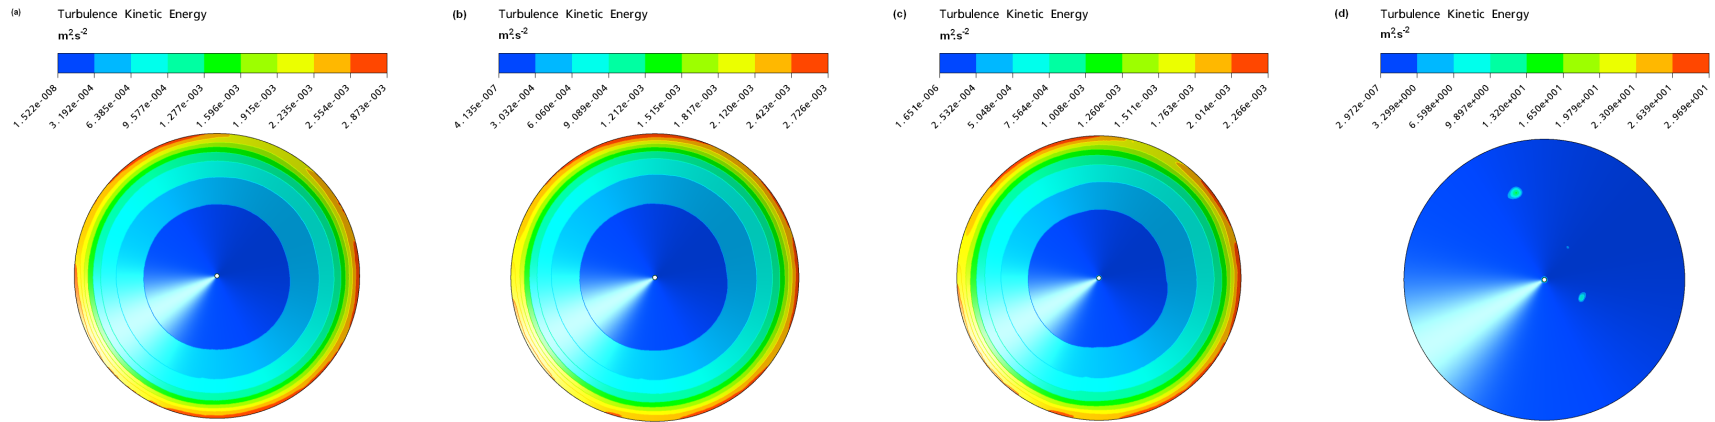 (a) Turbulence Kinetic Energy
m².s⁻²
1.522e-008 3.192e-004 6.385e-004 9.577e-004 1.277e-003 1.596e-003 1.915e-003 2.235e-003 2.554e-003 2.873e-003
(b) Turbulence Kinetic Energy
m².s⁻²
4.135e-007 3.032e-004 6.060e-004 9.089e-004 1.212e-003 1.515e-003 1.817e-003 2.120e-003 2.423e-003 2.726e-003
(c) Turbulence Kinetic Energy
m².s⁻²
1.651e-006 2.532e-004 5.048e-004 7.564e-004 1.008e-003 1.260e-003 1.511e-003 1.763e-003 2.014e-003 2.266e-003
(d) Turbulence Kinetic Energy
m².s⁻²
2.972e-007 3.299e+000 6.598e+000 9.897e+000 1.320e+001 1.650e+001 1.979e+001 2.309e+001 2.639e+001 2.969e+001